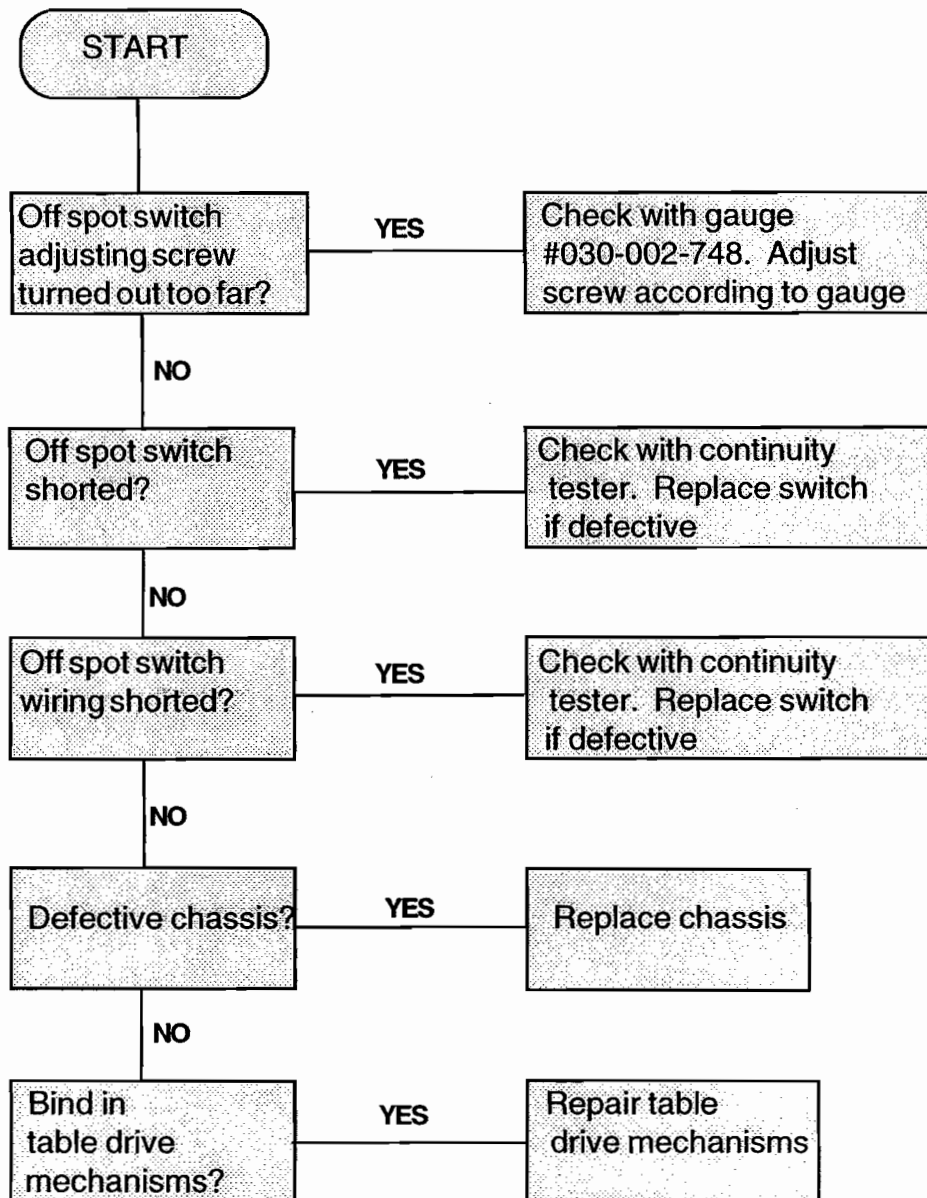 START
Off spot switch
adjusting screw
turned out too far?
YES
Check with gauge
#030-002-748. Adjust
screw according to gauge
NO
Off spot switch
shorted?
YES
Check with continuity
tester. Replace switch
if defective
NO
Off spot switch
wiring shorted?
YES
Check with continuity
tester. Replace switch
if defective
NO
Defective chassis?
YES
Replace chassis
NO
Bind in
table drive
mechanisms?
YES
Repair table
drive mechanisms